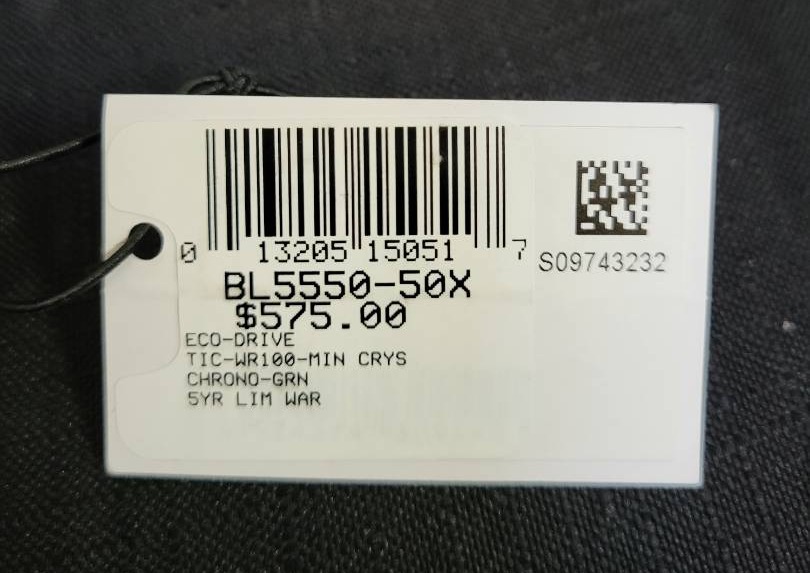 0 13205 15051 7
S09743232
BL5550-50X
$575.00
ECO-DRIVE
TIC-WR100-MIN CRYS
CHRONO-GRN
5YR LIM WAR